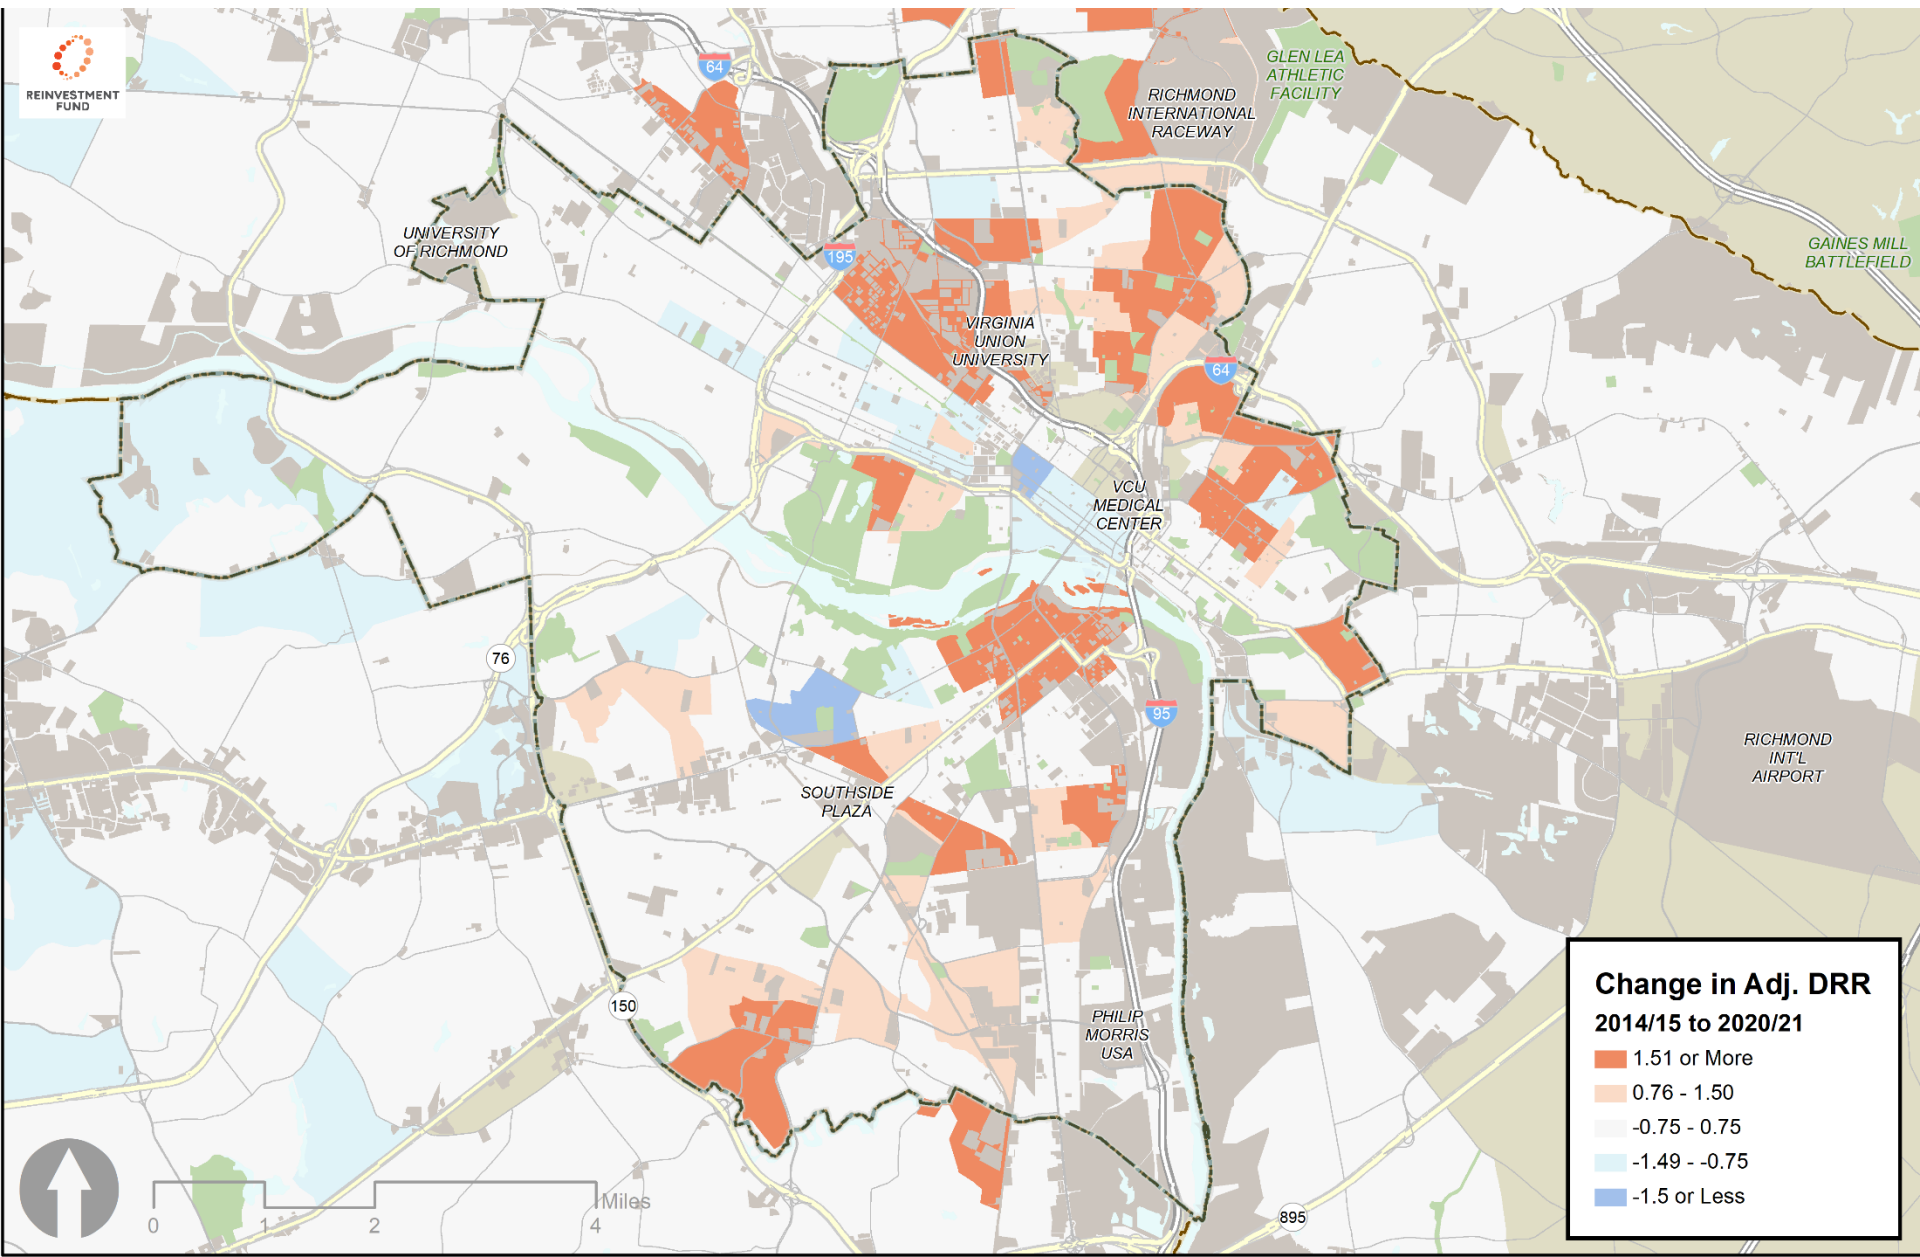 REINVESTMENT
FUND
64
GLEN LEA
ATHLETIC
FACILITY
RICHMOND
INTERNATIONAL
RACEWAY
UNIVERSITY
OF RICHMOND
195
GAINES MILL
BATTLEFIELD
VIRGINIA
UNION
UNIVERSITY
64
VCU
MEDICAL
CENTER
76
95
RICHMOND
INT'L
AIRPORT
SOUTHSIDE
PLAZA
150
PHILIP
MORRIS
USA
895
Miles
0 1 2 4
Change in Adj. DRR
2014/15 to 2020/21
1.51 or More
0.76 - 1.50
-0.75 - 0.75
-1.49 - -0.75
-1.5 or Less